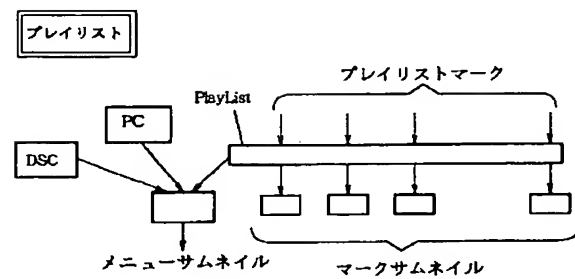 プレイリスト
プレイリストマーク
PlayList
PC
DSC
メニューサムネイル
マークサムネイル